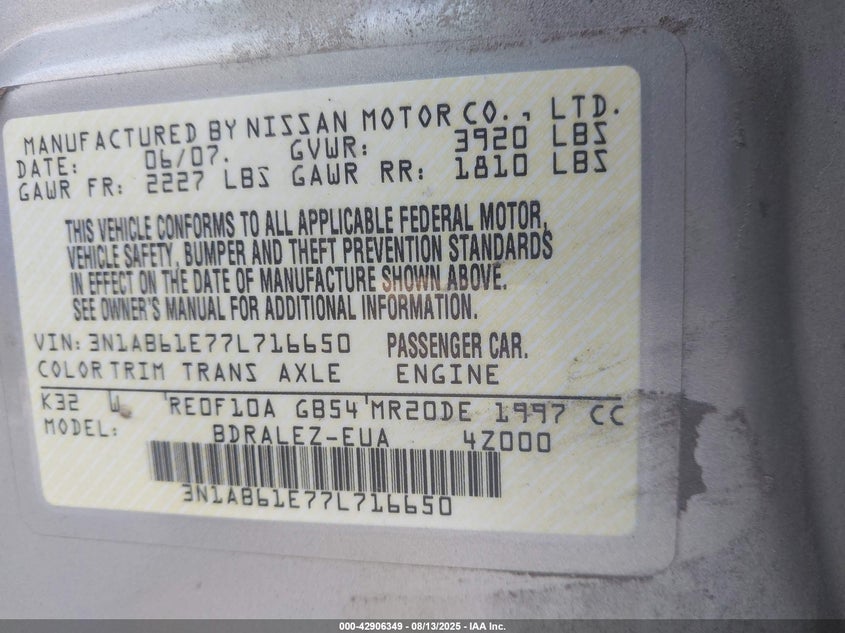 MANUFACTURED BY NISSAN MOTOR CO., LTD.
DATE: 06/07. GVWR: 3920 LBS
GAWR FR: 2227 LBS GAWR RR: 1810 LBS
THIS VEHICLE CONFORMS TO ALL APPLICABLE FEDERAL MOTOR,
VEHICLE SAFETY, BUMPER AND THEFT PREVENTION STANDARDS
IN EFFECT ON THE DATE OF MANUFACTURE SHOWN ABOVE.
SEE OWNER'S MANUAL FOR ADDITIONAL INFORMATION.
VIN: 3N1AB61E77L716650 PASSENGER CAR.
COLOR TRIM TRANS AXLE ENGINE
K32 W RE0F10A GB54 MR20DE 1997 CC
MODEL: BDRALEZ-EUA 4Z000
3N1AB61E77L716650
000-42906349 - 08/13/2025 - IAA Inc.